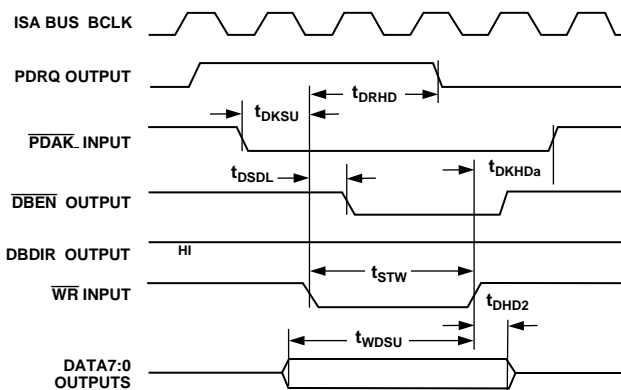 ISA BUS BCLK
PDRQ OUTPUT
tDRHD
tDKSU
PDAK INPUT
tDKHDa
tDSDL
DBEN OUTPUT
DBDIR OUTPUT
HI
tSTW
WR INPUT
tDHD2
tWDSU
DATA7:0
OUTPUTS